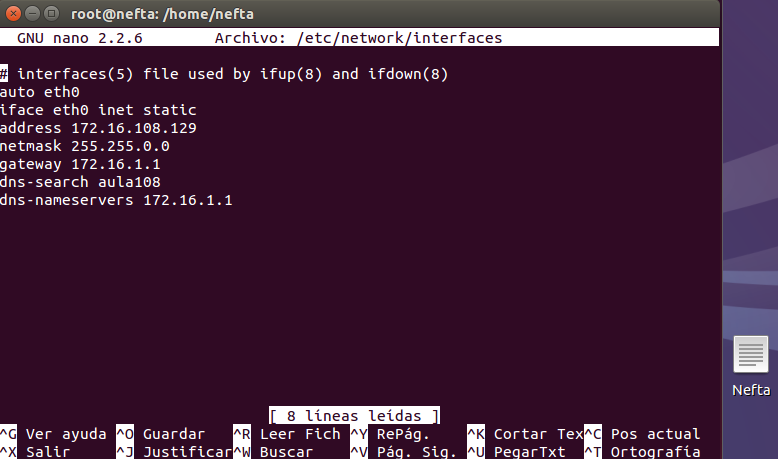 root@nefta: /home/nefta
GNU nano 2.2.6 Archivo: /etc/network/interfaces
# interfaces(5) file used by ifup(8) and ifdown(8)
auto eth0
iface eth0 inet static
address 172.16.108.129
netmask 255.255.0.0
gateway 172.16.1.1
dns-search aula108
dns-nameservers 172.16.1.1
Nefta
[ 8 líneas leídas ]
^G Ver ayuda ^O Guardar ^R Leer Fich ^Y RePág. ^K Cortar Tex^C Pos actual
^X Salir ^J Justificar^W Buscar ^V Pág. Sig. ^U PegarTxt ^T Ortografía